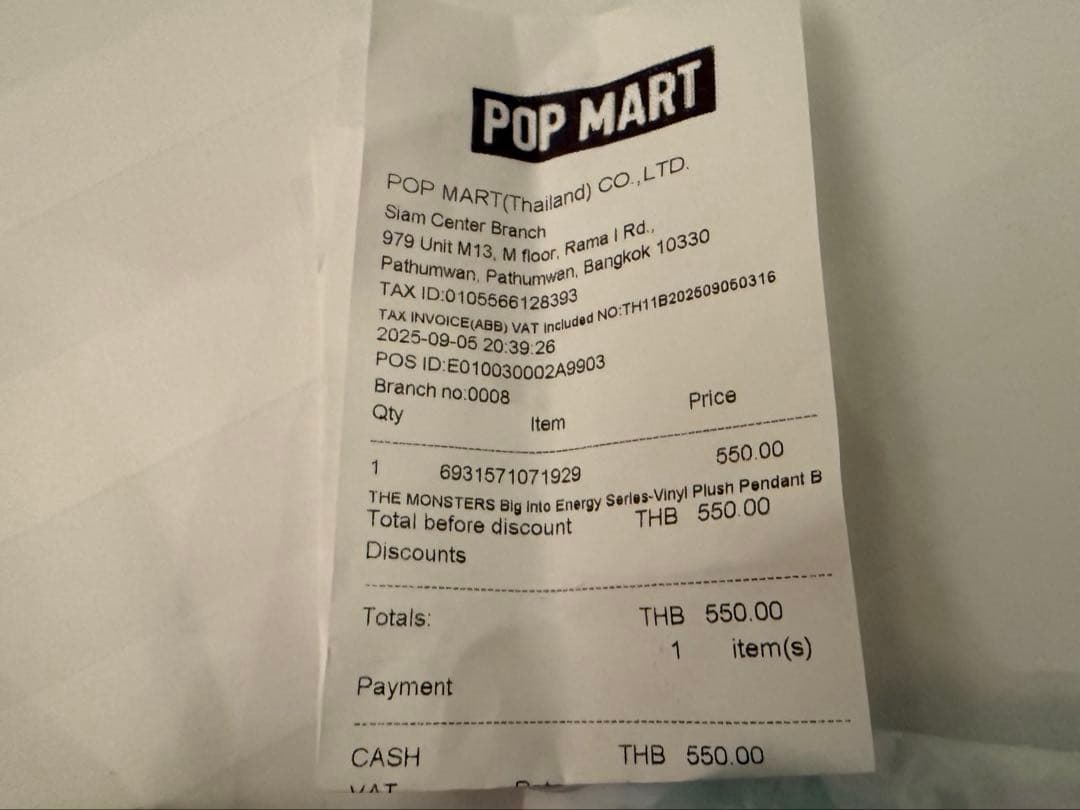 POP MART
POP MART(Thailand) CO.,LTD.
Siam Center Branch
979 Unit M13, M floor, Rama I Rd.,
Pathumwan, Pathumwan, Bangkok 10330
TAX ID:0105566128393
TAX INVOICE(ABB) VAT Included NO:TH11B202509050316
2025-09-05 20:39:26
POS ID:E010030002A9903
Branch no:0008
Qty Item Price
1 6931571071929 550.00
THE MONSTERS Big Into Energy Series-Vinyl Plush Pendant B
Total before discount THB 550.00
Discounts
Totals: THB 550.00
1 item(s)
Payment
CASH THB 550.00
VAT